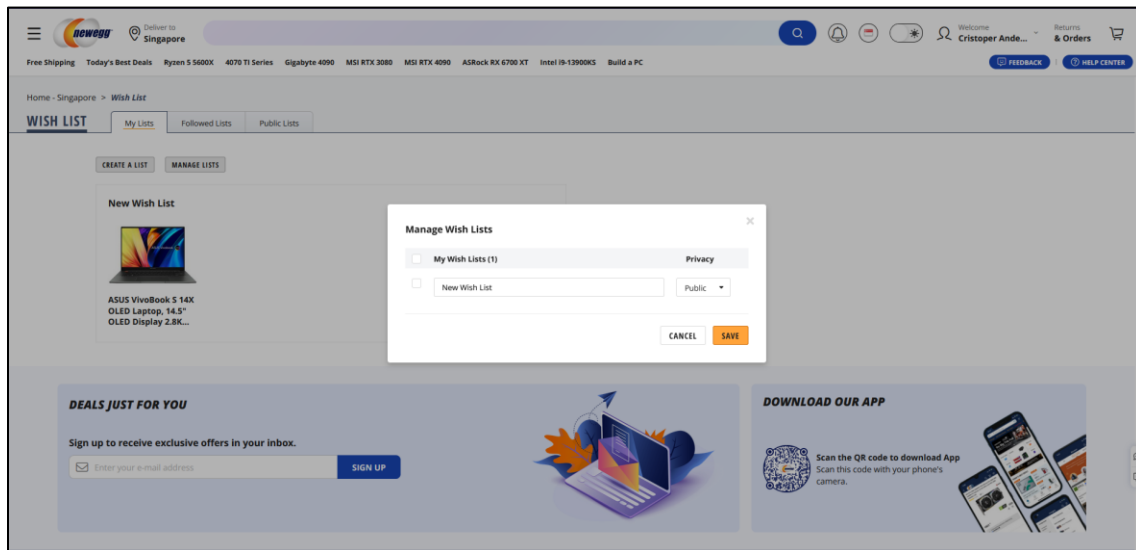 newegg
Deliver to
Singapore
Welcome
Cristoper Ande...
Returns
& Orders
Free Shipping Today's Best Deals Ryzen 5 5600X 4070 TI Series Gigabyte 4090 MSI RTX 3080 MSI RTX 4090 ASRock RX 6700 XT Intel I9-13900KS Build a PC
FEEDBACK
HELP CENTER
Home - Singapore > Wish List
WISH LIST
My Lists
Followed Lists
Public Lists
CREATE A LIST
MANAGE LISTS
New Wish List
ASUS VivoBook S 14X
OLED Laptop, 14.5"
OLED Display 2.8K...
Manage Wish Lists
My Wish Lists (1)
Privacy
New Wish List
Public
CANCEL
SAVE
DEALS JUST FOR YOU
Sign up to receive exclusive offers in your inbox.
Enter your e-mail address
SIGN UP
DOWNLOAD OUR APP
Scan the QR code to download App
Scan this code with your phone's
camera.